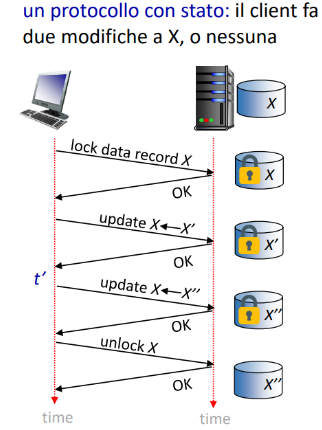 un protocollo con stato: il client fa
due modifiche a X, o nessuna
X
lock data record X
X
OK
update X←X’
X’
OK
t’
update X←X’’
X’’
OK
unlock X
X’’
OK
time
time